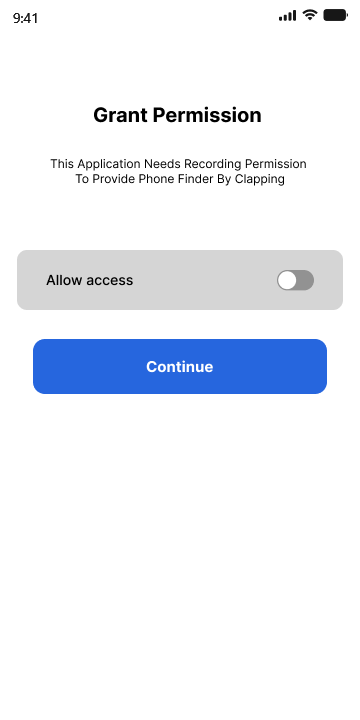 9:41
Grant Permission
This Application Needs Recording Permission
To Provide Phone Finder By Clapping
Allow access
Continue